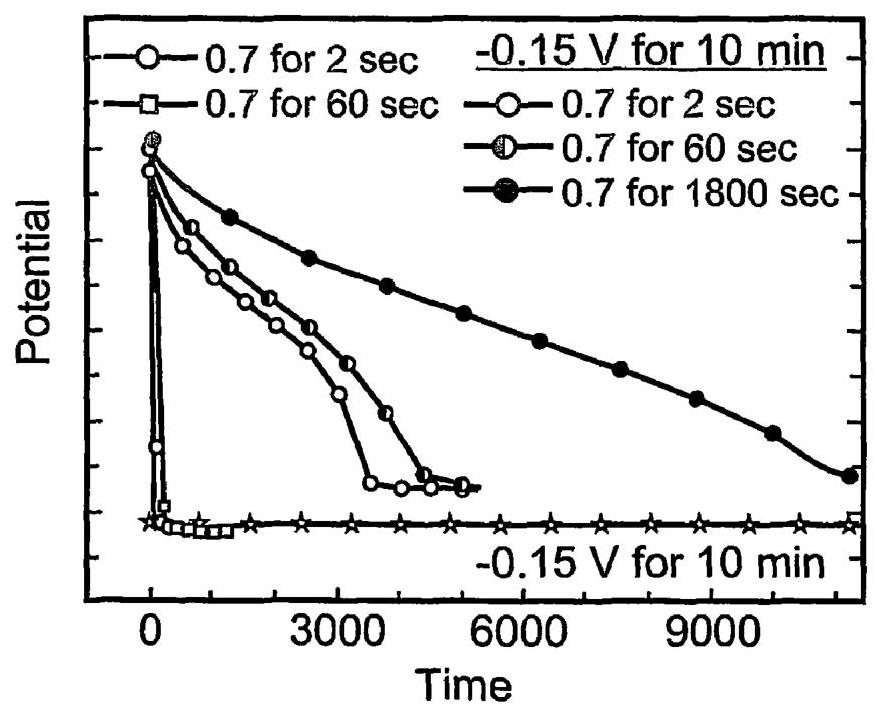 0.7 for 2 sec
0.7 for 60 sec
-0.15 V for 10 min
0.7 for 2 sec
0.7 for 60 sec
0.7 for 1800 sec
Potential
-0.15 V for 10 min
0 3000 6000 9000
Time